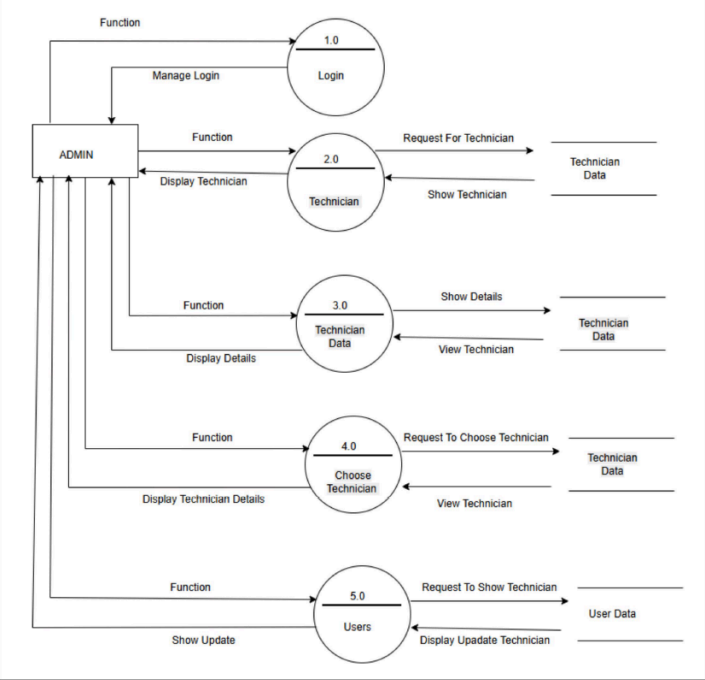 Function
1.0
Manage Login
Login
ADMIN
Function
2.0
Request For Technician
Technician
Data
Display Technician
Technician
Show Technician
Function
3.0
Show Details
Technician
Data
Technician
Data
Display Details
View Technician
Function
4.0
Request To Choose Technician
Technician
Data
Choose
Technician
Display Technician Details
View Technician
Function
5.0
Request To Show Technician
User Data
Users
Show Update
Display Upadate Technician